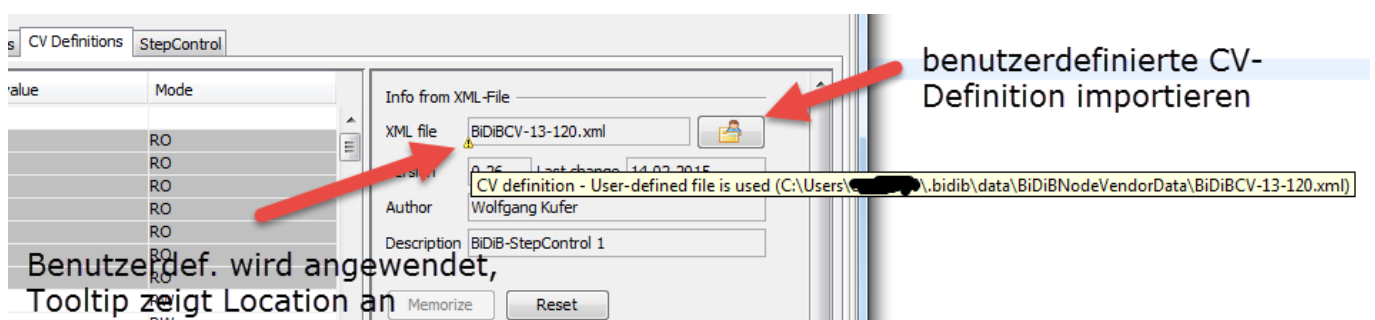 s CV Definitions StepControl
benutzerdefinierte CV-
Definition importieren
value Mode
Info from XML-File
XML file BiDiBCV-13-120.xml
RO
RO
RO
RO
RO
RO
RO
RW
Last change 14.02.2015
CV definition - User-defined file is used (C:\Users\ \.bidib\data\BiDiBNodeVendorData\BiDiBCV-13-120.xml)
Author Wolfgang Kufer
Description BiDiB-StepControl 1
Benutzerdef. wird angewendet,
Tooltip zeigt Location an
Memorize Reset